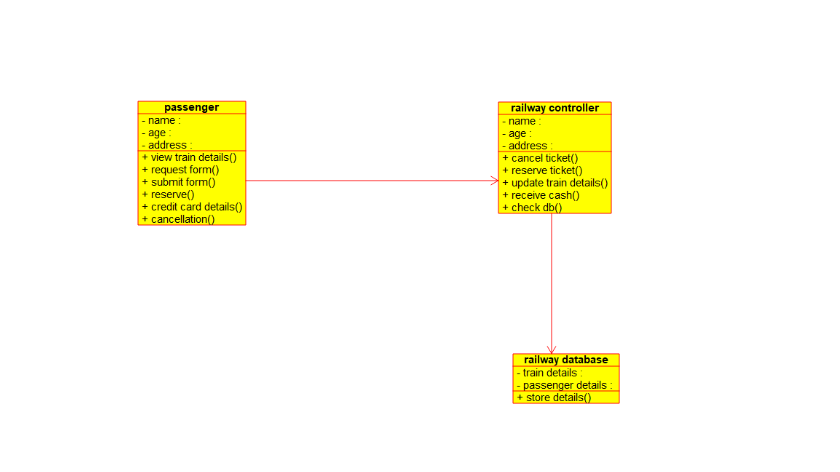 passenger
- name :
- age :
- address :
+ view train details()
+ request form()
+ submit form()
+ reserve()
+ credit card details()
+ cancellation()
railway controller
- name :
- age :
- address :
+ cancel ticket()
+ reserve ticket()
+ update train details()
+ receive cash()
+ check db()
railway database
- train details :
- passenger details :
+ store details()